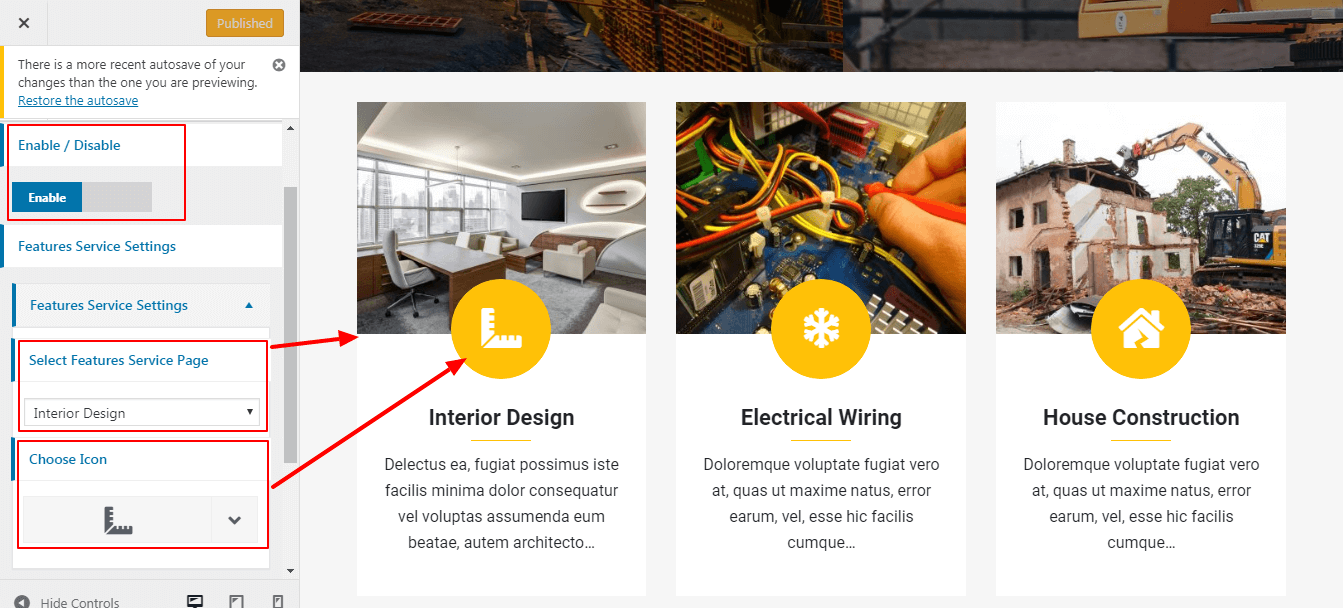 Published
There is a more recent autosave of your
changes than the one you are previewing.
Restore the autosave
Enable / Disable
Enable
Features Service Settings
Features Service Settings
Select Features Service Page
Interior Design
Choose Icon
Hide Controls
Interior Design
Delectus ea, fugiat possimus iste
facilis minima dolor consequatur
vel voluptas assumenda eum
beatae, autem architecto...
Electrical Wiring
Doloremque voluptate fugiat vero
at, quas ut maxime natus, error
earum, vel, esse hic facilis
cumque...
CAT
House Construction
Doloremque voluptate fugiat vero
at, quas ut maxime natus, error
earum, vel, esse hic facilis
cumque...